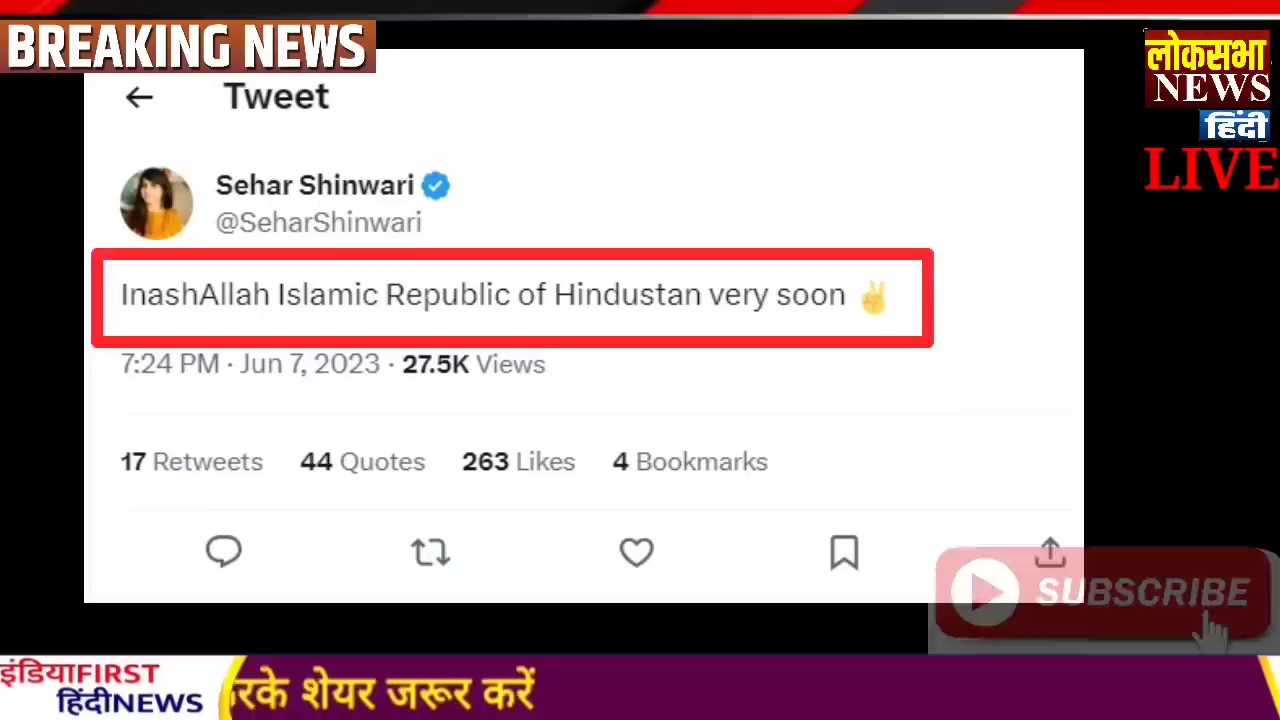 BREAKING NEWS
लोकसभा
NEWS
हिंदी
LIVE
Tweet
Sehar Shinwari
@SeharShinwari
InashAllah Islamic Republic of Hindustan very soon ✌
7:24 PM · Jun 7, 2023 · 27.5K Views
17 Retweets 44 Quotes 263 Likes 4 Bookmarks
SUBSCRIBE
इंडियाFIRST
हिंदीNEWS
शेयर जरूर करें